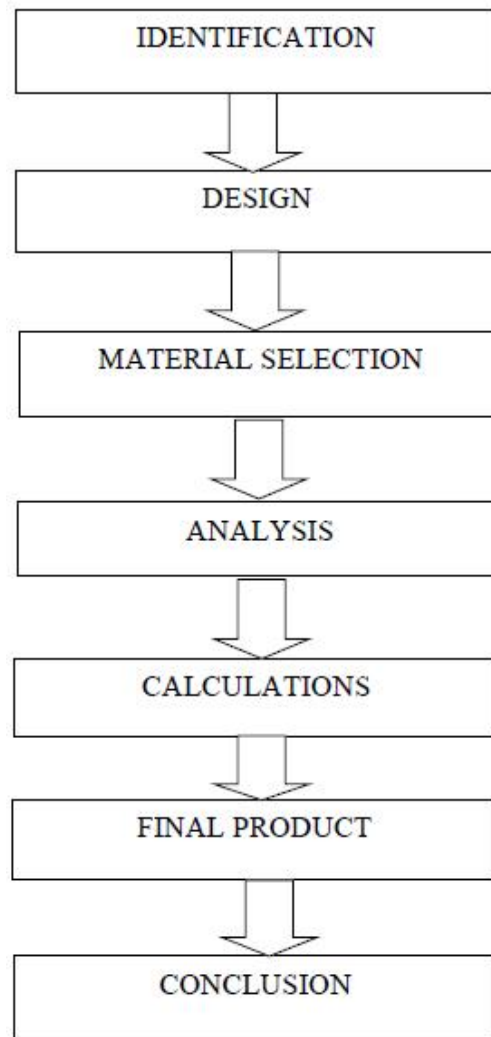 IDENTIFICATION
DESIGN
MATERIAL SELECTION
ANALYSIS
CALCULATIONS
FINAL PRODUCT
CONCLUSION